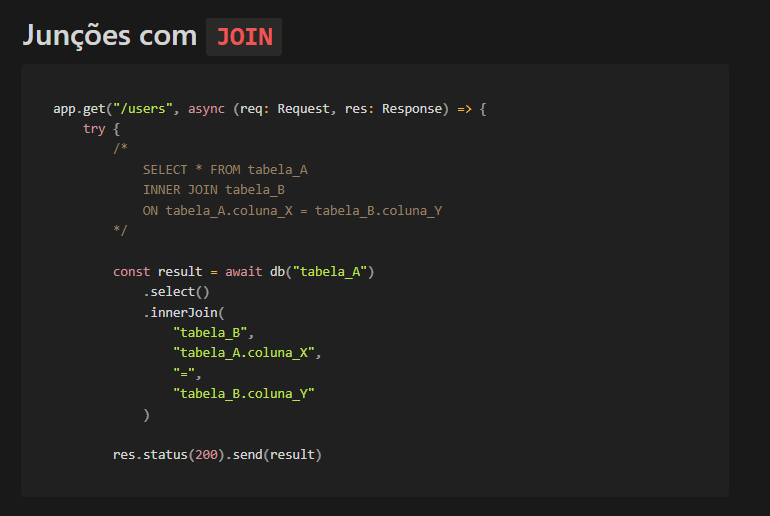 Junções com JOIN
app.get("/users", async (req: Request, res: Response) => {
    try {
        /*
            SELECT * FROM tabela_A
            INNER JOIN tabela_B
            ON tabela_A.coluna_X = tabela_B.coluna_Y
        */
        const result = await db("tabela_A")
            .select()
            .innerJoin(
                "tabela_B",
                "tabela_A.coluna_X",
                "=",
                "tabela_B.coluna_Y"
            )
        res.status(200).send(result)